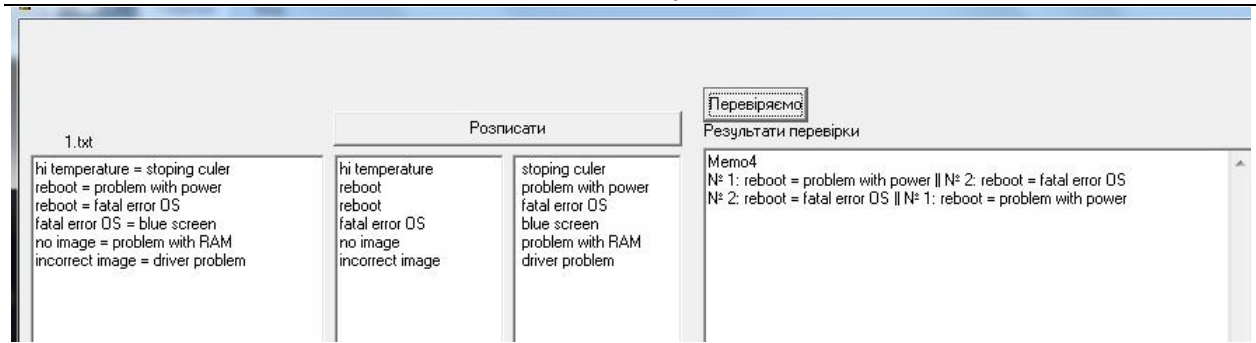 Перевіряємо
Розписати
Результати перевірки
1.txt
hi temperature = stoping culer
reboot = problem with power
reboot = fatal error OS
fatal error OS = blue screen
no image = problem with RAM
incorrect image = driver problem
hi temperature
reboot
reboot
fatal error OS
no image
incorrect image
stoping culer
problem with power
fatal error OS
blue screen
problem with RAM
driver problem
Memo4
№ 1: reboot = problem with power || № 2: reboot = fatal error OS
№ 2: reboot = fatal error OS || № 1: reboot = problem with power